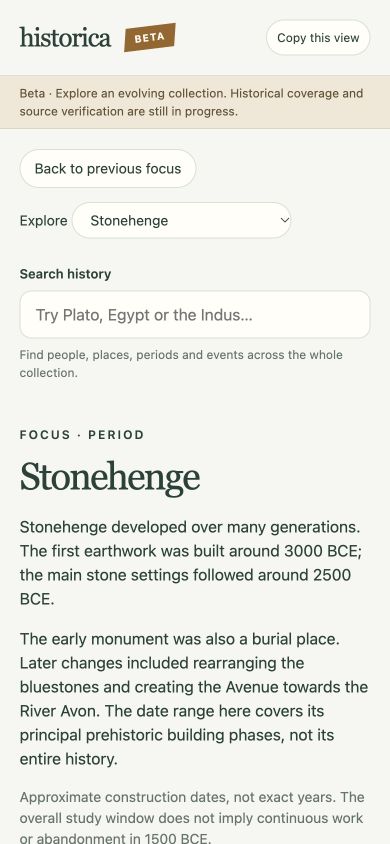 historica
BETA
Copy this view
Beta · Explore an evolving collection. Historical coverage and
source verification are still in progress.
Back to previous focus
Explore
Stonehenge
Search history
Try Plato, Egypt or the Indus...
Find people, places, periods and events across the whole
collection.
FOCUS · PERIOD
Stonehenge
Stonehenge developed over many generations.
The first earthwork was built around 3000 BCE;
the main stone settings followed around 2500
BCE.
The early monument was also a burial place.
Later changes included rearranging the
bluestones and creating the Avenue towards the
River Avon. The date range here covers its
principal prehistoric building phases, not its
entire history.
Approximate construction dates, not exact years. The
overall study window does not imply continuous work
or abandonment in 1500 BCE.